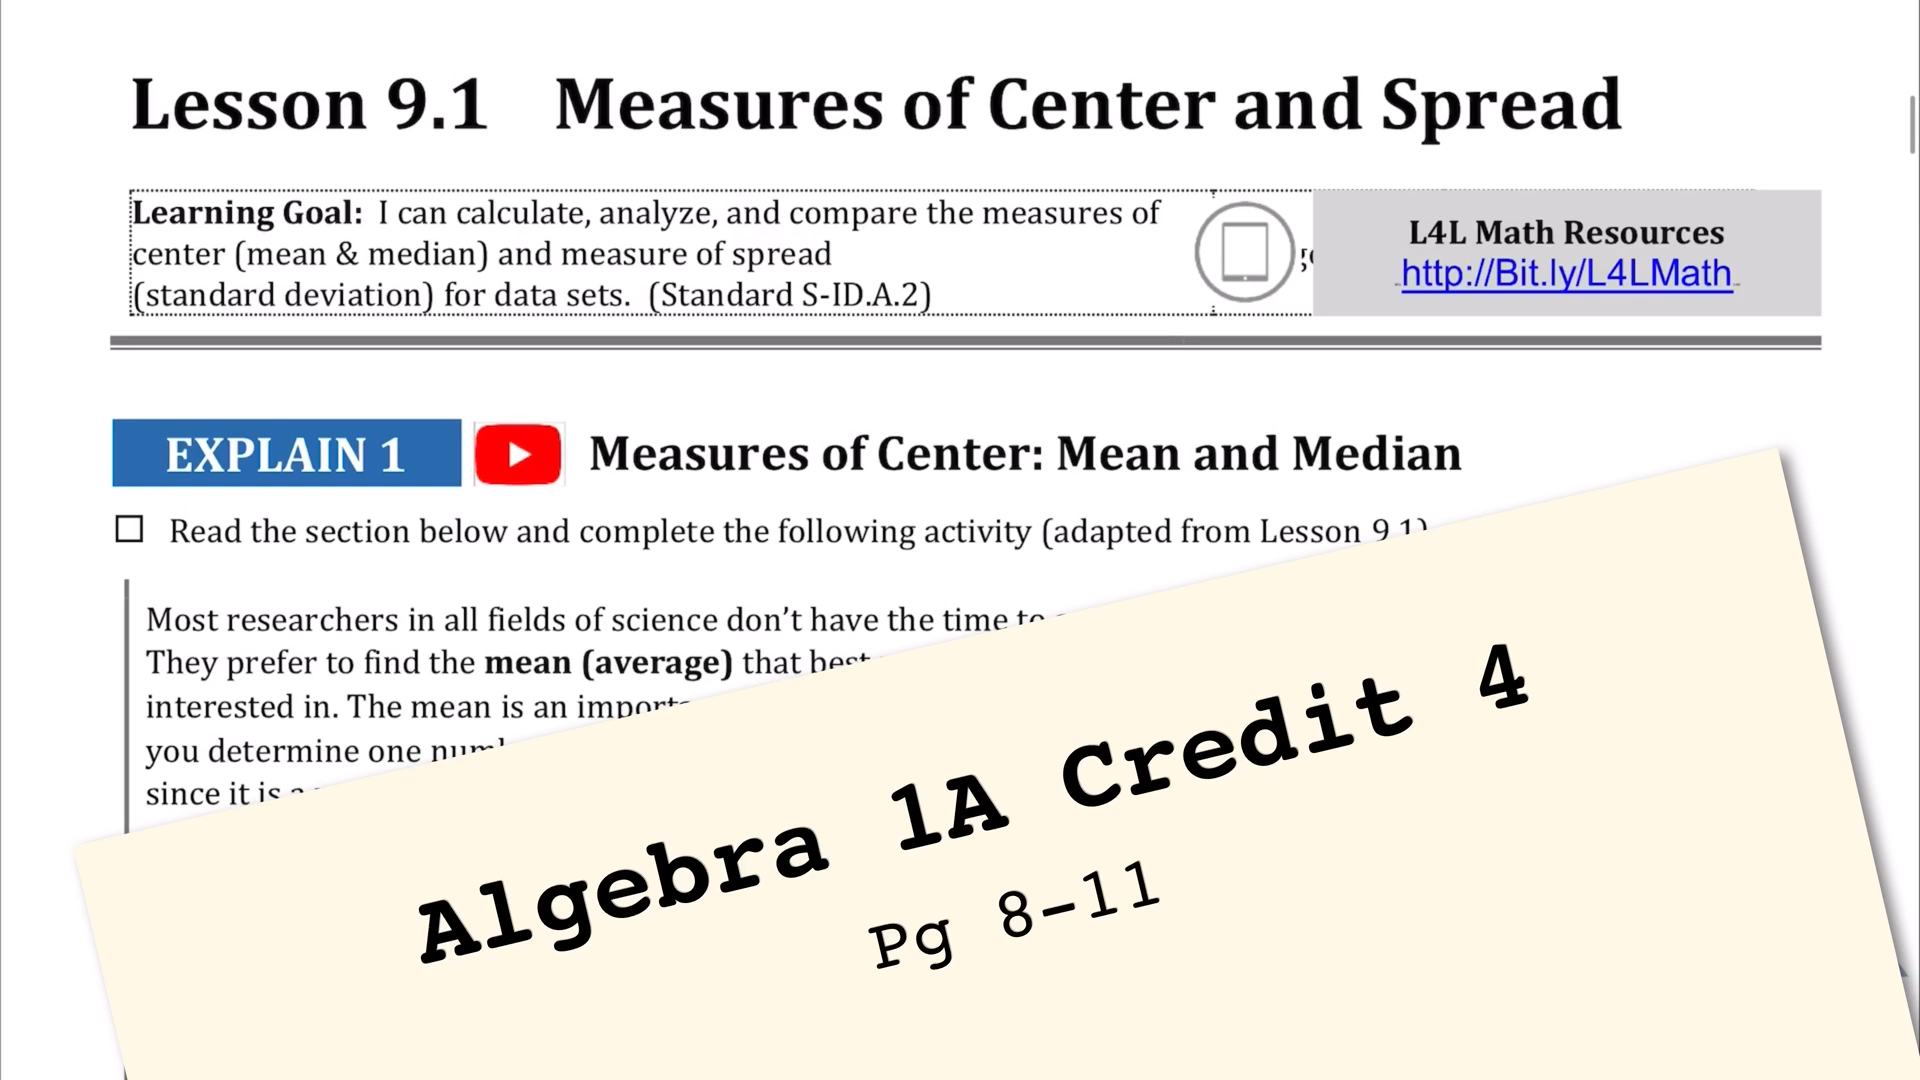 Lesson 9.1 Measures of Center and Spread
Learning Goal: I can calculate, analyze, and compare the measures of
center (mean & median) and measure of spread
(standard deviation) for data sets. (Standard S-ID.A.2)
L4L Math Resources
http://Bit.ly/L4LMath
EXPLAIN 1 Measures of Center: Mean and Median
☐ Read the section below and complete the following activity (adapted from Lesson 9.1)
Most researchers in all fields of science don't have the time to
They prefer to find the mean (average) that best
interested in. The mean is an
you determine one
since it is a
Algebra 1A Credit 4
Pg 8-11